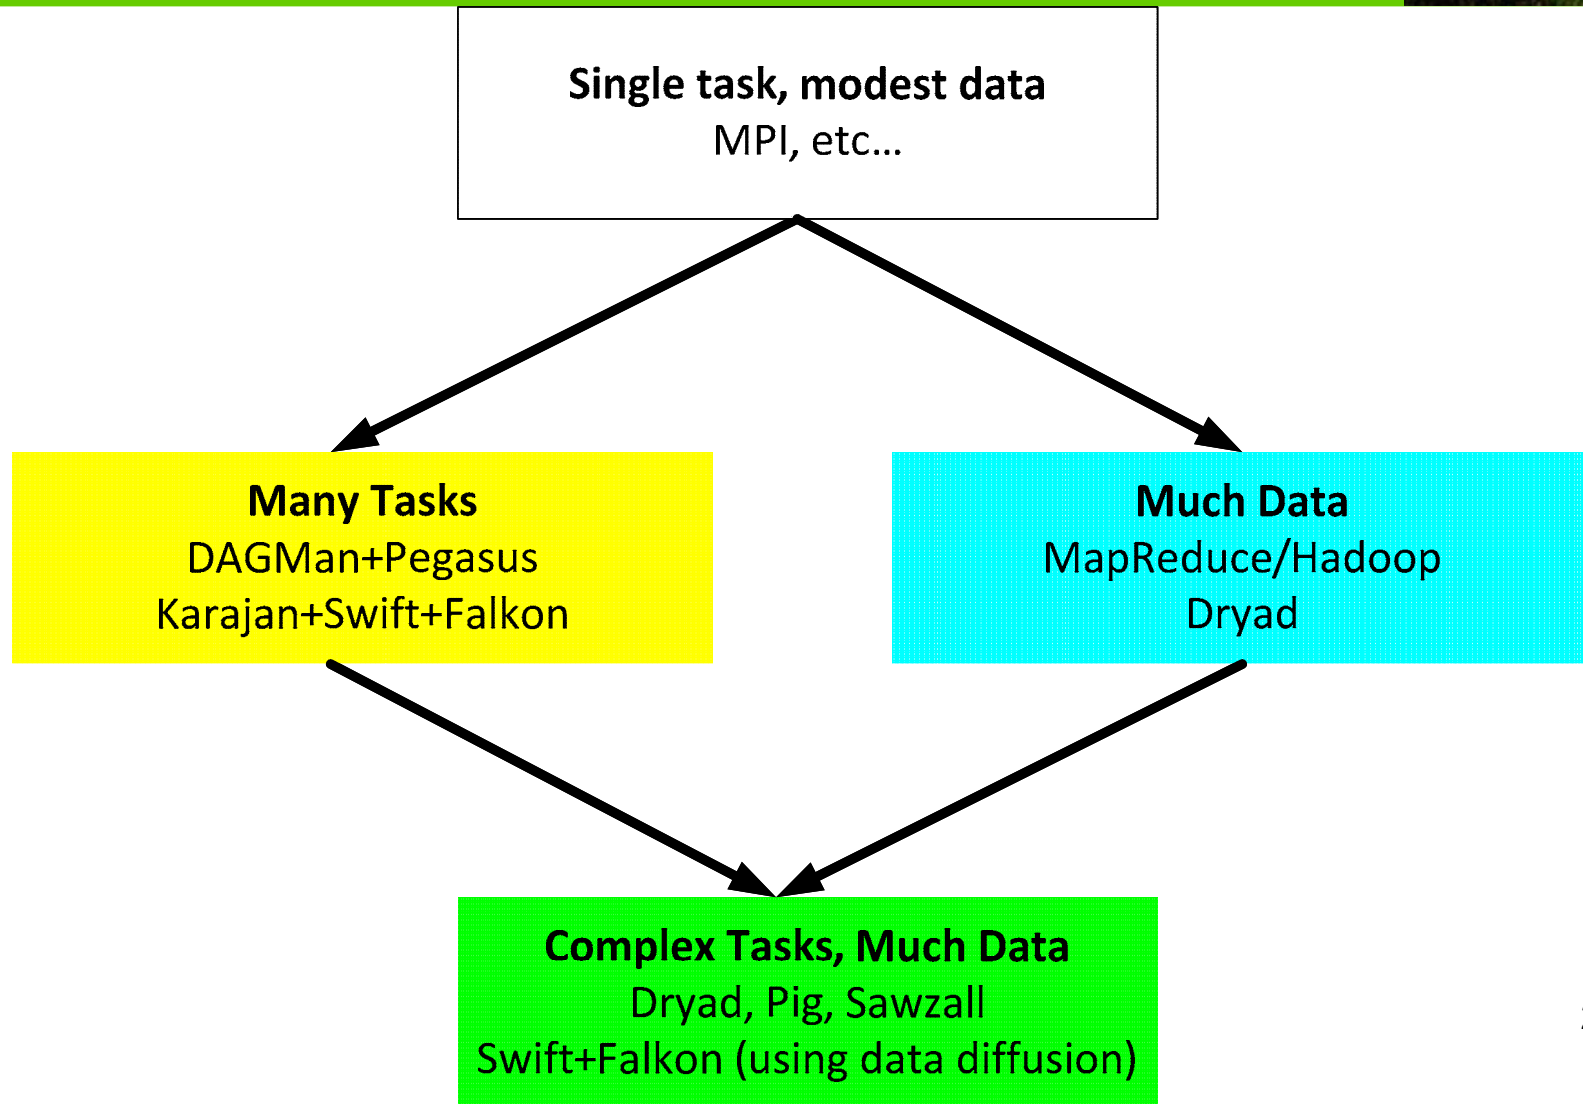 Single task, modest data
MPI, etc…
Many Tasks
DAGMan+Pegasus
Karajan+Swift+Falkon
Much Data
MapReduce/Hadoop
Dryad
Complex Tasks, Much Data
Dryad, Pig, Sawzall
Swift+Falkon (using data diffusion)